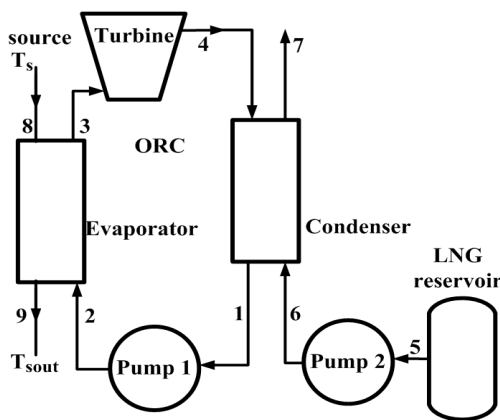 source
Ts
Turbine
4
7
8
3
ORC
Evaporator
Condenser
LNG
reservoir
9
2
1
6
5
Tsout
Pump 1
Pump 2